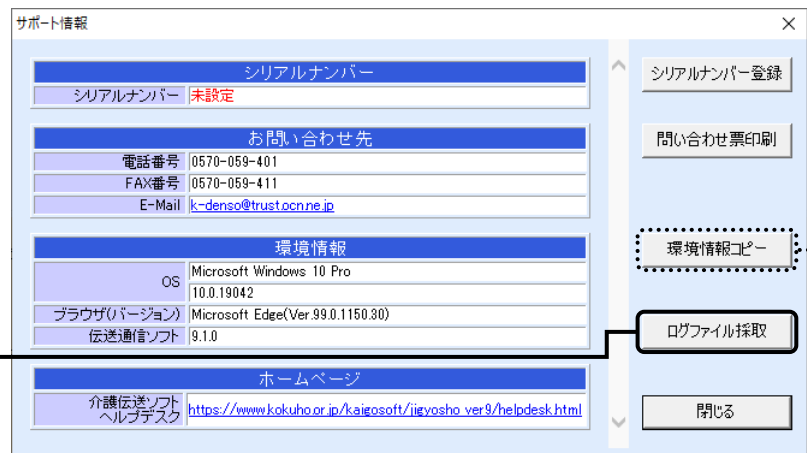 サポート情報
シリアルナンバー
シリアルナンバー 未設定
お問い合わせ先
電話番号 0570-059-401
FAX番号 0570-059-411
E-Mail k-denso@trust.ocn.ne.jp
環境情報
OS Microsoft Windows 10 Pro
10.0.19042
ブラウザ(バージョン) Microsoft Edge(Ver.99.0.1150.30)
伝送通信ソフト 9.1.0
ホームページ
介護伝送ソフト
ヘルプデスク https://www.kokuho.or.jp/kaigosoft/jigyosho_ver9/helpdesk.html
シリアルナンバー登録
問い合わせ票印刷
環境情報コピー
ログファイル採取
閉じる